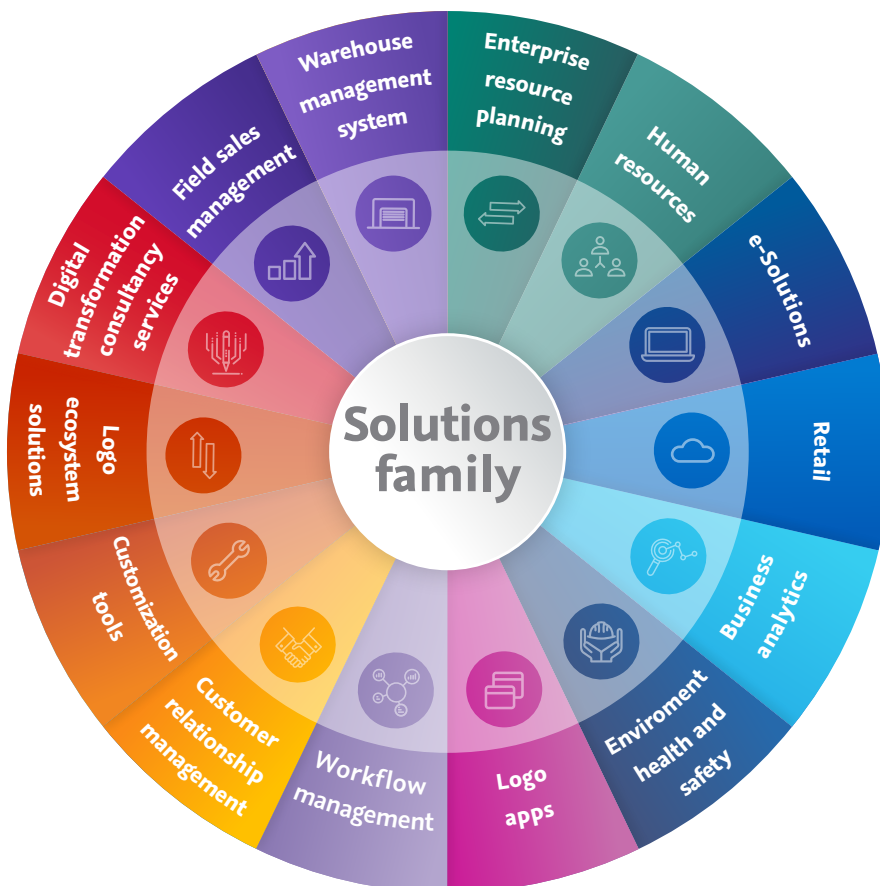 Solutions
family
Enterprise
resource
planning
Human
resources
e-Solutions
Retail
Business
analytics
Enviroment
health and
safety
Logo
apps
Workflow
management
Customer
relationship
management
Customization
tools
Logo
ecosystem
solutions
Digital
transformation
consultancy
services
Field sales
management
Warehouse
management
system